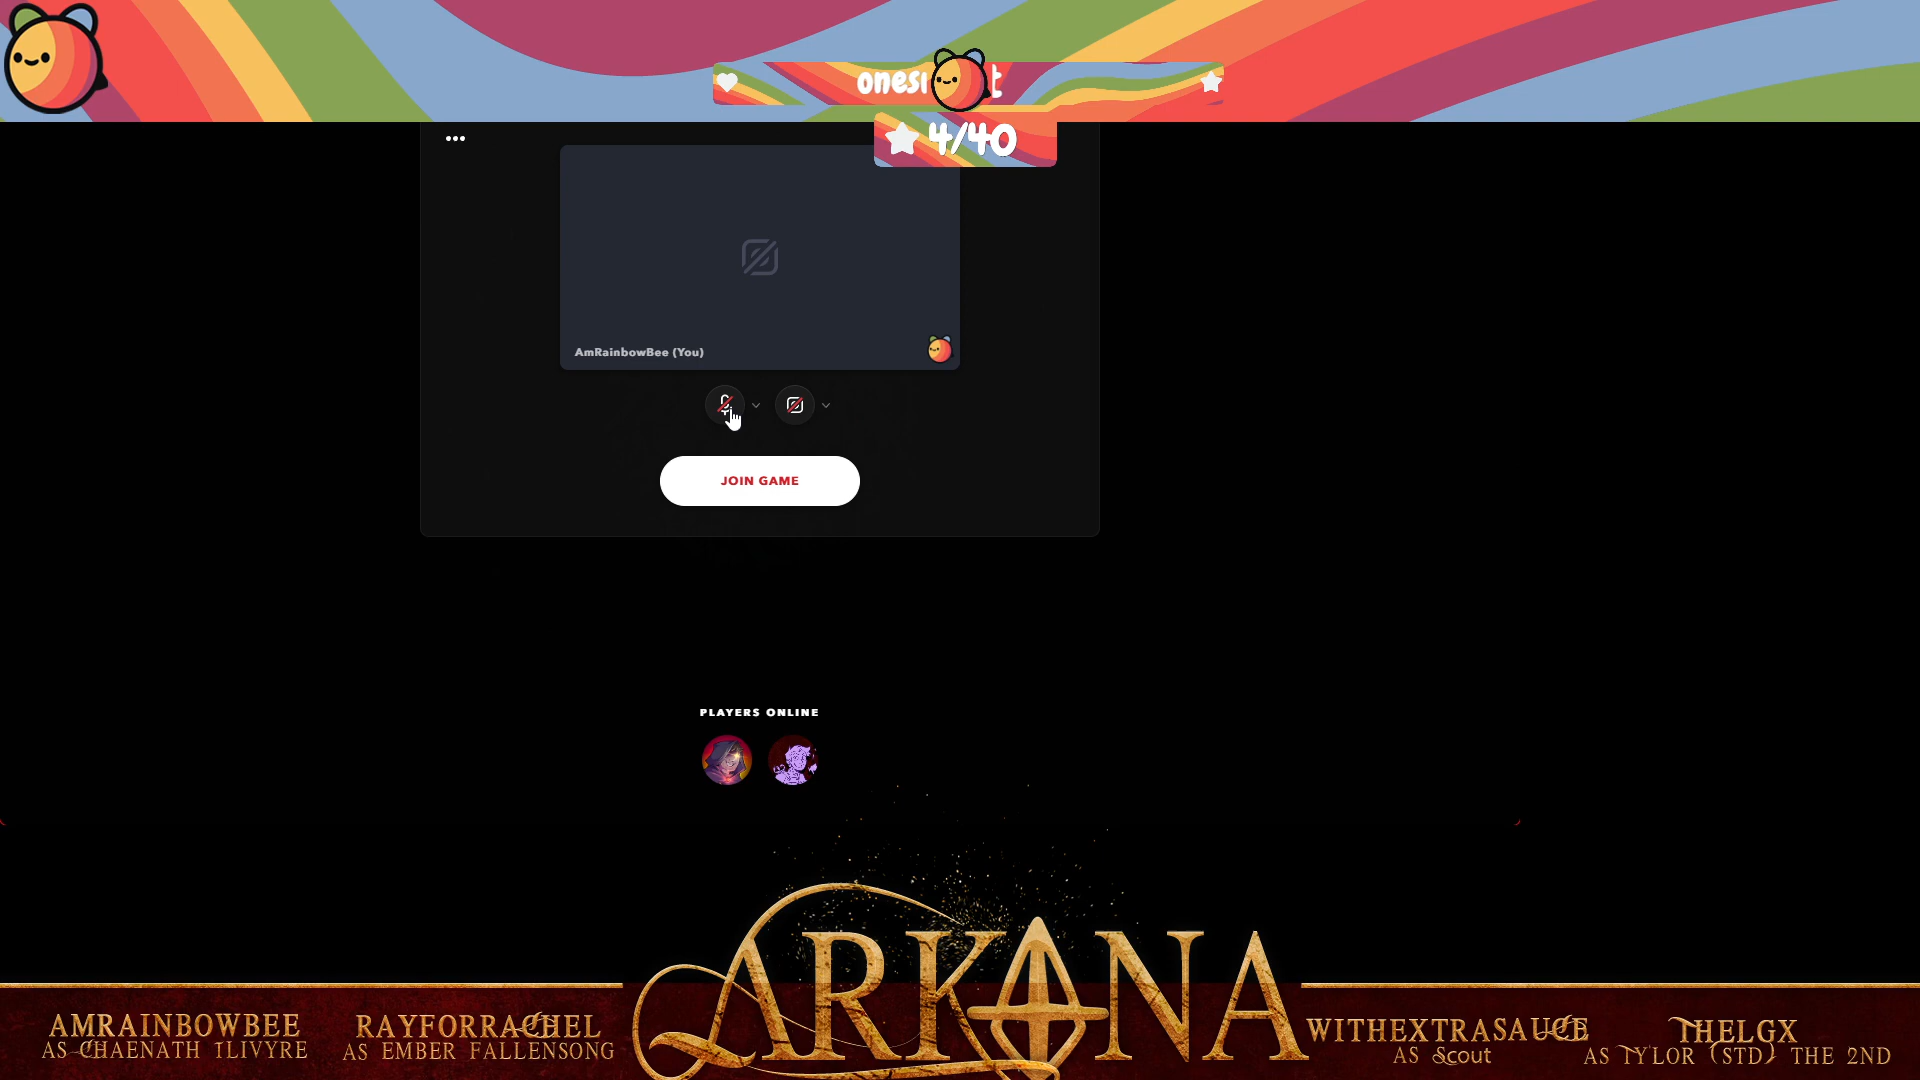 4/40
AmRainbowBee (You)
JOIN GAME
PLAYERS ONLINE
ARKANA
AMRAINBOWBEE
AS CHAENATH ILIVYRE
RAYFORRACHEL
AS EMBER FALLENSONG
WITHEXTRASAUCE
AS Scout
THELGX
AS TYLOR (STD) THE 2ND